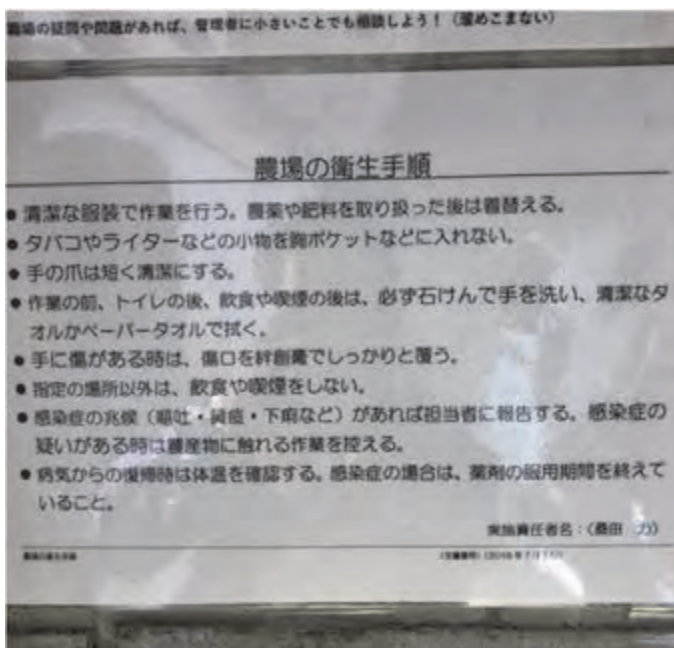 職場の疑問や問題があれば、管理者に小さいことでも相談しよう！（溜めこまない）
農場の衛生手順
● 清潔な服装で作業を行う。農薬や肥料を取り扱った後は着替える。
● タバコやライターなどの小物を胸ポケットなどに入れない。
● 手の爪は短く清潔にする。
● 作業の前、トイレの後、飲食や喫煙の後は、必ず石けんで手を洗い、清潔なタ
オルかペーパータオルで拭く。
● 手に傷がある時は、傷口を絆創膏でしっかりと覆う。
● 指定の場所以外は、飲食や喫煙をしない。
● 感染症の兆候（嘔吐・黄疸・下痢など）があれば担当者に報告する。感染症の
疑いがある時は農産物に触れる作業を控える。
● 病気からの復帰時は体温を確認する。感染症の場合は、薬剤の服用期間を終えて
いること。
実施責任者名：（桑田 力）
農場の衛生手順